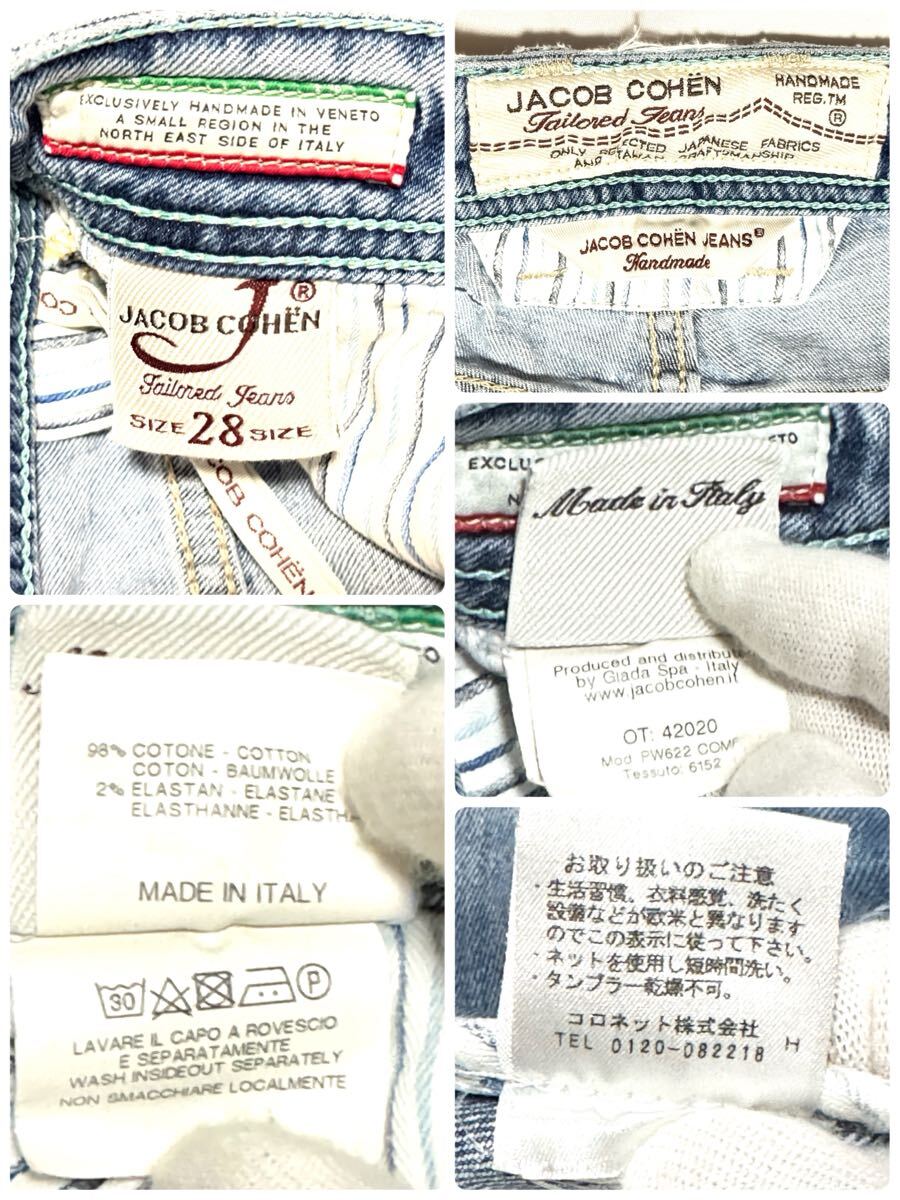 EXCLUSIVELY HANDMADE IN VENETO
A SMALL REGION IN THE
NORTH EAST SIDE OF ITALY
CO
®
JACOB COHËN
Tailored Jeans
SIZE 28 SIZE
COB COHËN
JACOB COHËN
HANDMADE
REG.TM
®
Tailored Jeans
ONLY SELECTED JAPANESE FABRICS
AND ITALIAN CRAFTSMANSHIP
JACOB COHËN JEANS®
Handmade
EXCLU
ETO
N
Made in Italy
Produced and distribut
by Giada Spa - Italy
www.jacobcohen.it
OT: 42020
Mod PW622 COMF
Tessuto: 6152
O
98% COTONE - COTTON
COTON - BAUMWOLLE
2% ELASTAN - ELASTANE
ELASTHANNE - ELASTHA
MADE IN ITALY
30
P
LAVARE IL CAPO A ROVESCIO
E SEPARATAMENTE
WASH INSIDEOUT SEPARATELY
NON SMACCHIARE LOCALMENTE
お取り扱いのご注意
・生活習慣、衣料感覚、洗たく
設備などが欧米と異なります
のでこの表示に従って下さい。
・ネットを使用し短時間洗い。
・タンブラー乾燥不可。
コロネット株式会社
TEL 0120-082218 H